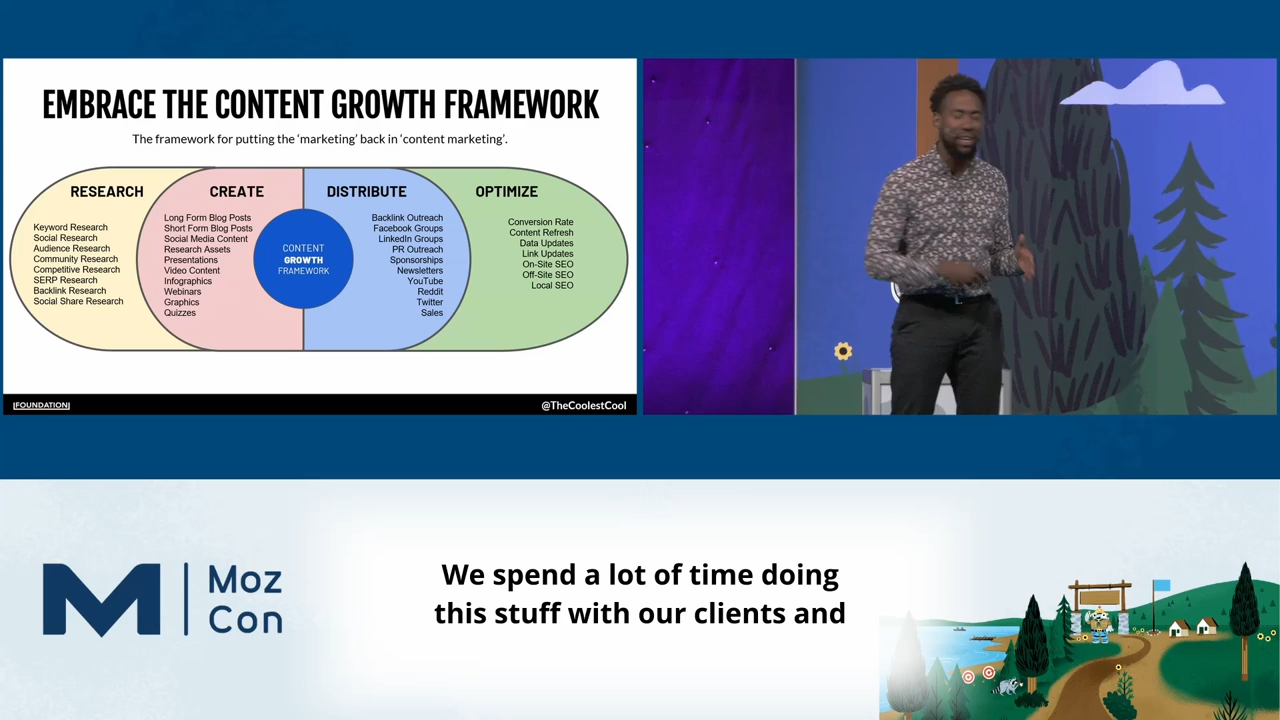 EMBRACE THE CONTENT GROWTH FRAMEWORK
The framework for putting the ‘marketing’ back in ‘content marketing’.
RESEARCH
Keyword Research
Social Research
Audience Research
Community Research
Competitive Research
SERP Research
Backlink Research
Social Share Research
CREATE
Long Form Blog Posts
Short Form Blog Posts
Social Media Content
Research Assets
Presentations
Video Content
Infographics
Webinars
Graphics
Quizzes
CONTENT
GROWTH
FRAMEWORK
DISTRIBUTE
Backlink Outreach
Facebook Groups
LinkedIn Groups
PR Outreach
Sponsorships
Newsletters
YouTube
Reddit
Twitter
Sales
OPTIMIZE
Conversion Rate
Content Refresh
Data Updates
Link Updates
On-Site SEO
Off-Site SEO
Local SEO
|FOUNDATION|
@TheCoolestCool
Moz
Con
We spend a lot of time doing
this stuff with our clients and